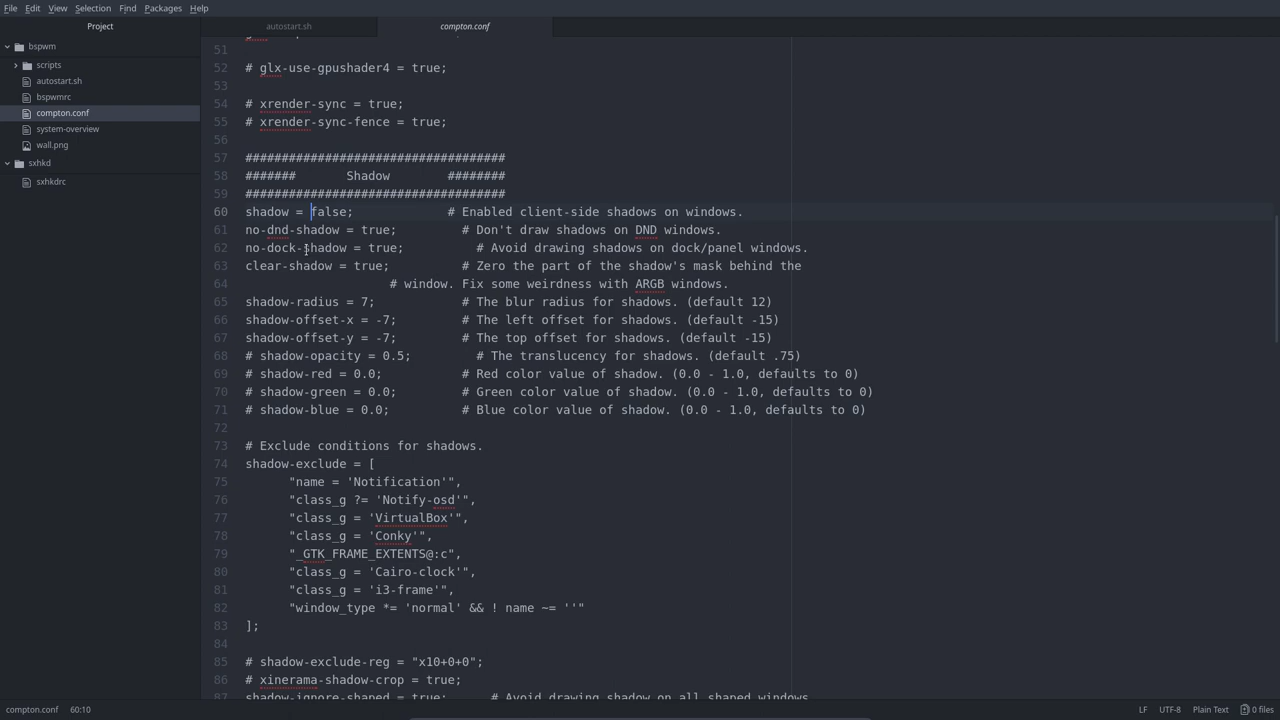 File Edit View Selection Find Packages Help
Project
autostart.sh
compton.conf
bspwm
scripts
autostart.sh
bspwmrc
compton.conf
system-overview
wall.png
sxhkd
sxhkdrc
51
52 # glx-use-gpushader4 = true;
53
54 # xrender-sync = true;
55 # xrender-sync-fence = true;
56
57 ####################################
58 ####### Shadow ########
59 ####################################
60 shadow = false; # Enabled client-side shadows on windows.
61 no-dnd-shadow = true; # Don't draw shadows on DND windows.
62 no-dock-shadow = true; # Avoid drawing shadows on dock/panel windows.
63 clear-shadow = true; # Zero the part of the shadow's mask behind the
64 # window. Fix some weirdness with ARGB windows.
65 shadow-radius = 7; # The blur radius for shadows. (default 12)
66 shadow-offset-x = -7; # The left offset for shadows. (default -15)
67 shadow-offset-y = -7; # The top offset for shadows. (default -15)
68 # shadow-opacity = 0.5; # The translucency for shadows. (default .75)
69 # shadow-red = 0.0; # Red color value of shadow. (0.0 - 1.0, defaults to 0)
70 # shadow-green = 0.0; # Green color value of shadow. (0.0 - 1.0, defaults to 0)
71 # shadow-blue = 0.0; # Blue color value of shadow. (0.0 - 1.0, defaults to 0)
72
73 # Exclude conditions for shadows.
74 shadow-exclude = [
75 "name = 'Notification'",
76 "class_g ?= 'Notify-osd'",
77 "class_g = 'VirtualBox'",
78 "class_g = 'Conky'",
79 "_GTK_FRAME_EXTENTS@:c",
80 "class_g = 'Cairo-clock'",
81 "class_g = 'i3-frame'",
82 "window_type *= 'normal' && ! name ~= ''"
83 ];
84
85 # shadow-exclude-reg = "x10+0+0";
86 # xinerama-shadow-crop = true;
87 shadow-ignore-shaped = true; # Avoid drawing shadow on all shaped windows
compton.conf 60:10 LF UTF-8 Plain Text 0 files